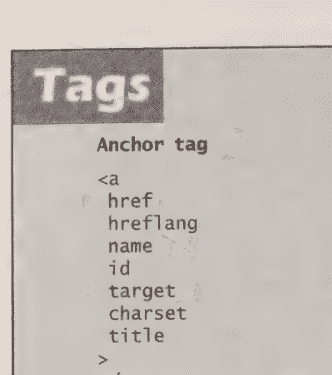 Tags
Anchor tag
<a
href
hreflang
name
id
target
charset
title
>